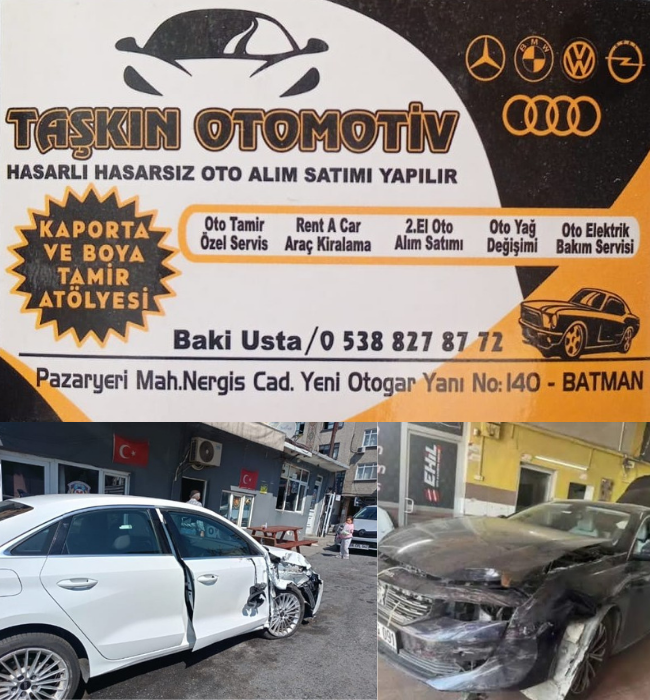 BMW
TAŞKIN OTOMOTİV
HASARLI HASARSIZ OTO ALIM SATIMI YAPILIR
KAPORTA
VE BOYA
TAMİR
ATÖLYESİ
Oto Tamir
Özel Servis
Rent A Car
Araç Kiralama
2.El Oto
Alım Satımı
Oto Yağ
Değişimi
Oto Elektrik
Bakım Servisi
Baki Usta/0 538 827 87 72
Pazaryeri Mah.Nergis Cad. Yeni Otogar Yanı No:140 - BATMAN
EHiL